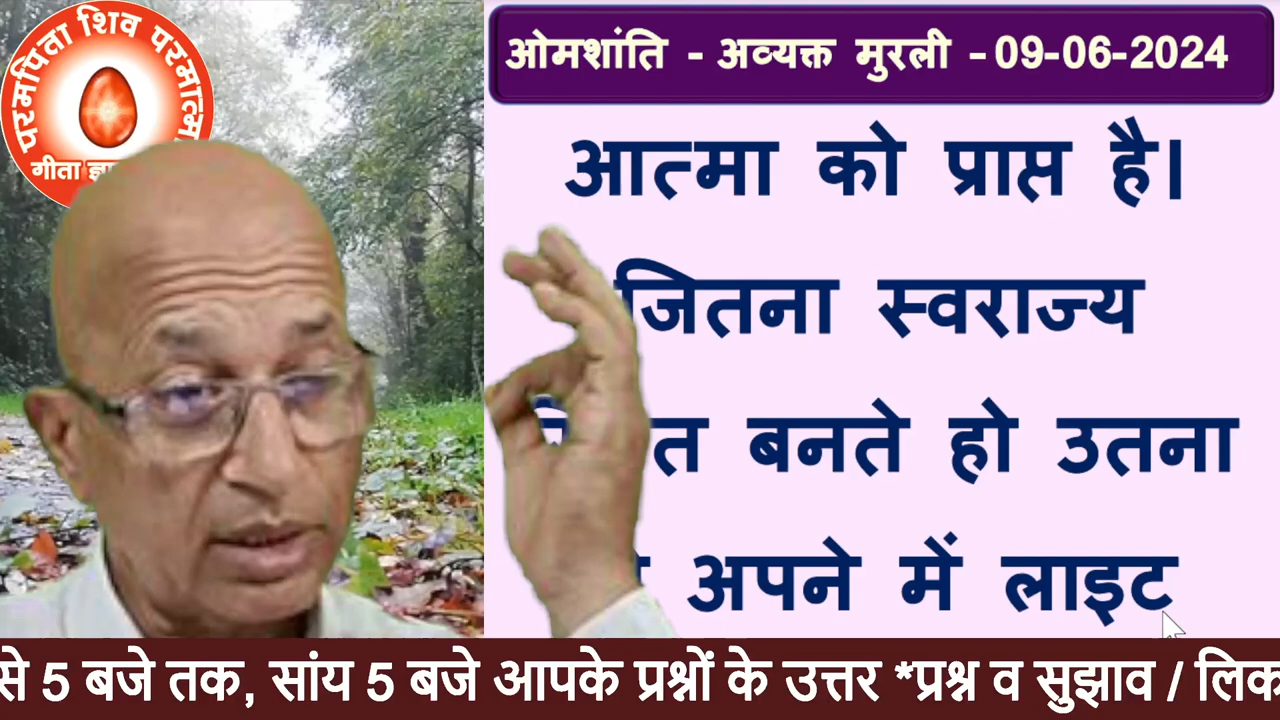 परमपिता शिव परमात्मा
गीता
ओमशांति - अव्यक्त मुरली - 09-06-2024
आत्मा को प्राप्त है।
जितना स्वराज्य
बनते हो उतना
अपने में लाइट
से 5 बजे तक, सांय 5 बजे आपके प्रश्नों के उत्तर *प्रश्न व सुझाव / लिक